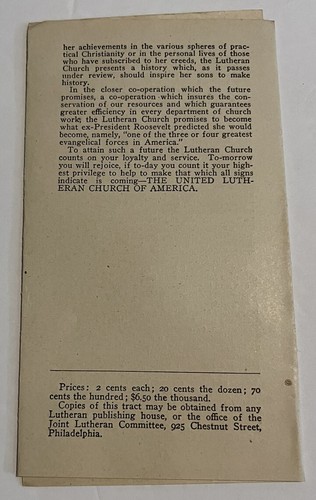 her achievements in the various spheres of prac-
tical Christianity or in the personal lives of those
who have subscribed to her creeds, the Lutheran
Church presents a history which, as it passes
under review, should inspire her sons to make
history.
In the closer co-operation which the future
promises, a co-operation which insures the con-
servation of our resources and which guarantees
greater efficiency in every department of church
work; the Lutheran Church promises to become
what ex-President Roosevelt predicted she would
become, namely, "one of the three or four greatest
evangelical forces in America."
To attain such a future the Lutheran Church
counts on your loyalty and service. To-morrow
you will rejoice, if to-day you count it your high-
est privilege to help to make that which all signs
indicate is coming—THE UNITED LUTH-
ERAN CHURCH OF AMERICA.
Prices: 2 cents each; 20 cents the dozen; 70
cents the hundred; $6.50 the thousand.
Copies of this tract may be obtained from any
Lutheran publishing house, or the office of the
Joint Lutheran Committee, 925 Chestnut Street,
Philadelphia.